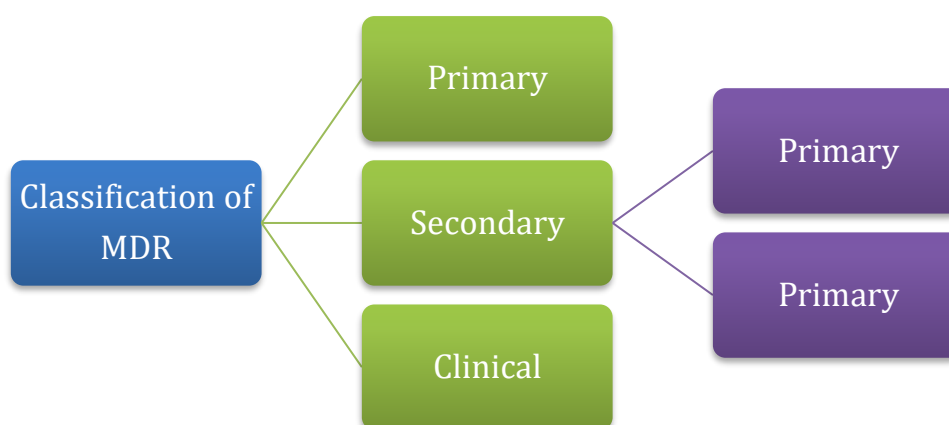 Classification of
MDR
Primary
Secondary
Clinical
Primary
Primary